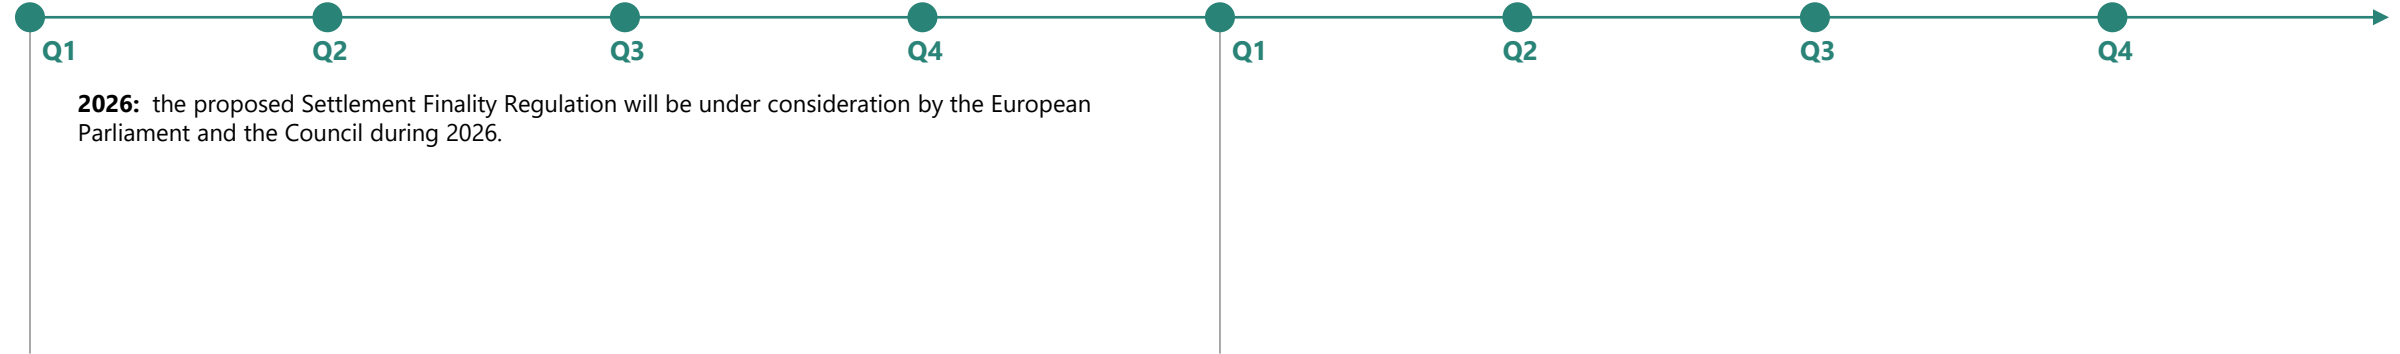 Q1 Q2 Q3 Q4 Q1 Q2 Q3 Q4
2026: the proposed Settlement Finality Regulation will be under consideration by the European
Parliament and the Council during 2026.